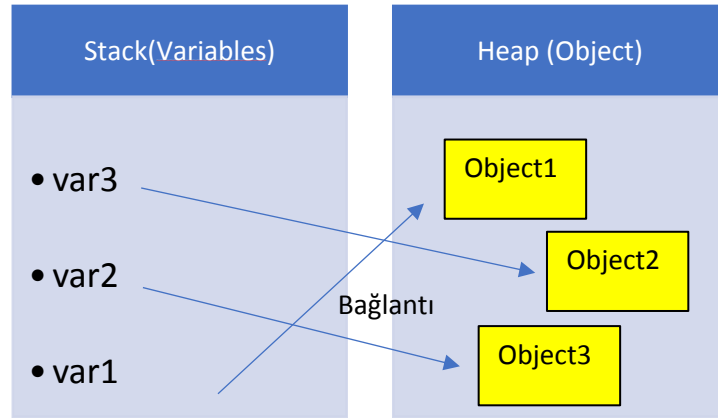 Stack(Variables)
• var3
• var2
• var1
Bağlantı
Heap (Object)
Object1
Object2
Object3